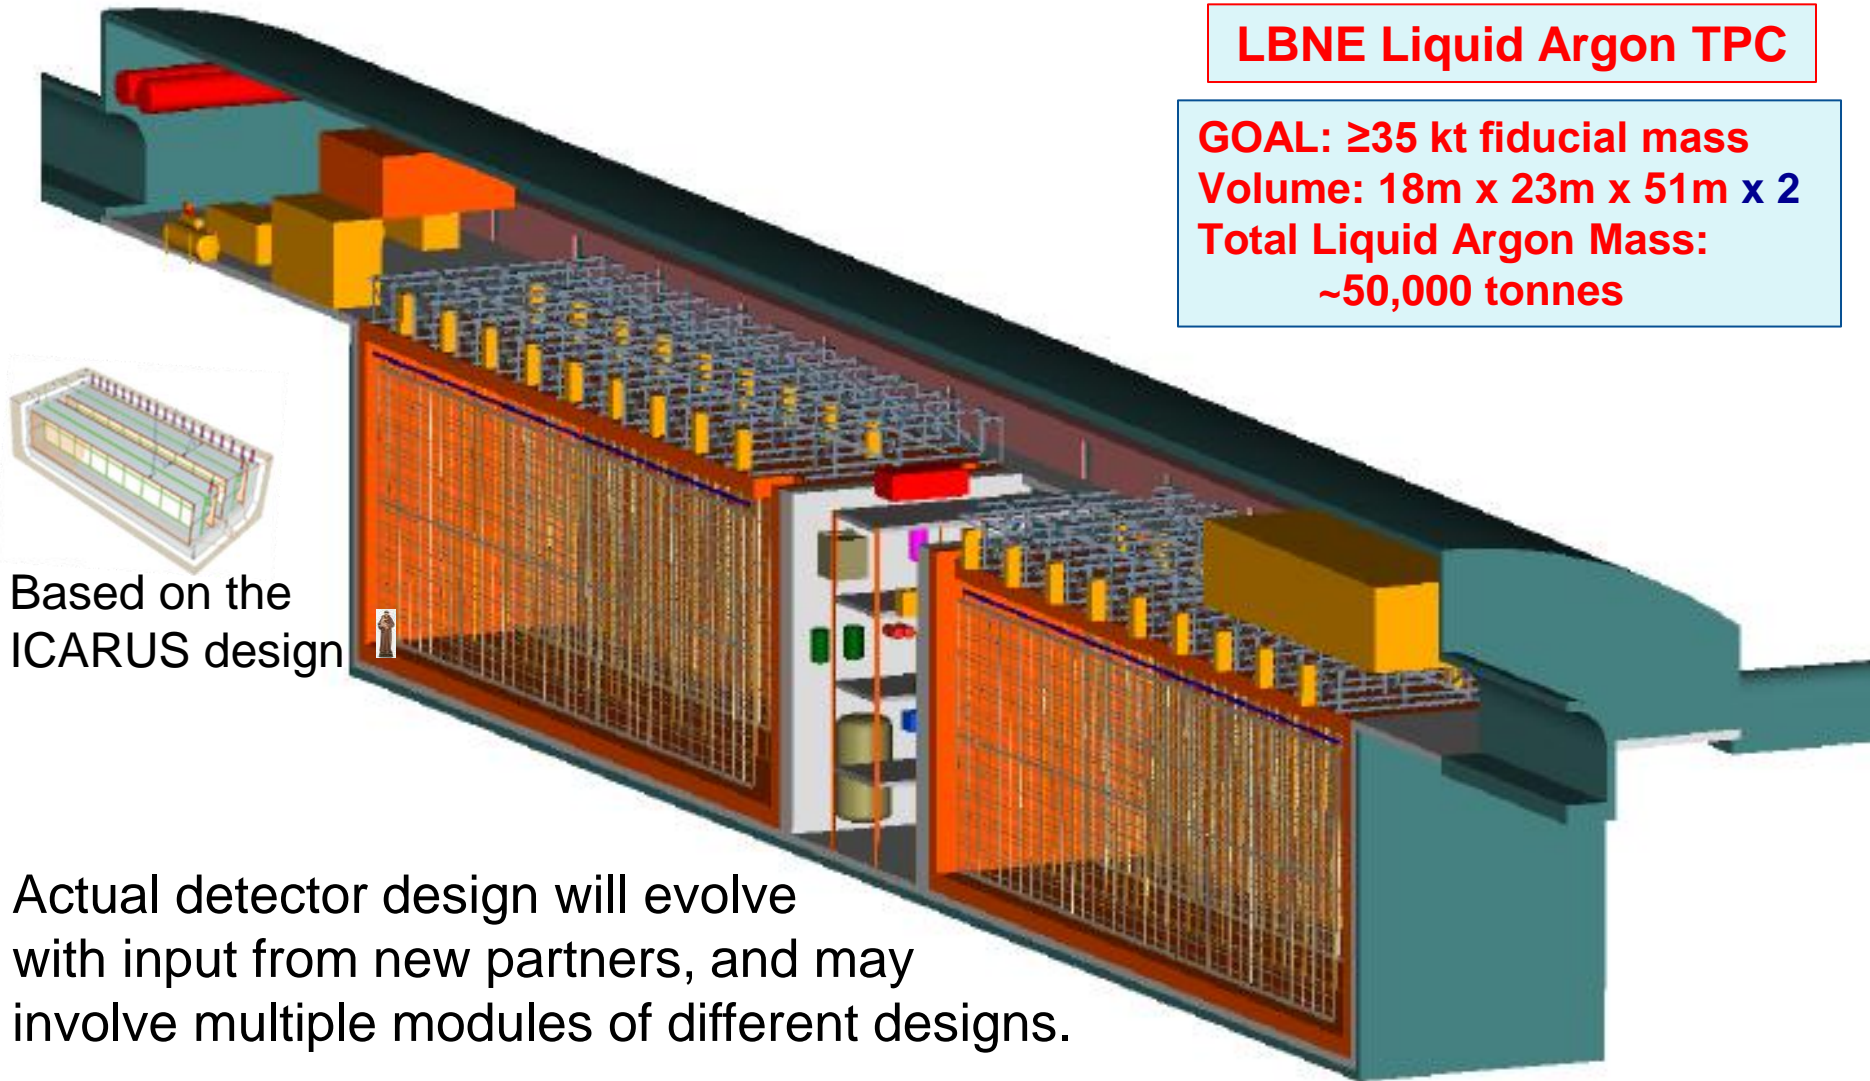 LBNE Liquid Argon TPC
GOAL: ≥35 kt fiducial mass
Volume: 18m x 23m x 51m x 2
Total Liquid Argon Mass:
~50,000 tonnes
Based on the
ICARUS design
Actual detector design will evolve
with input from new partners, and may
involve multiple modules of different designs.